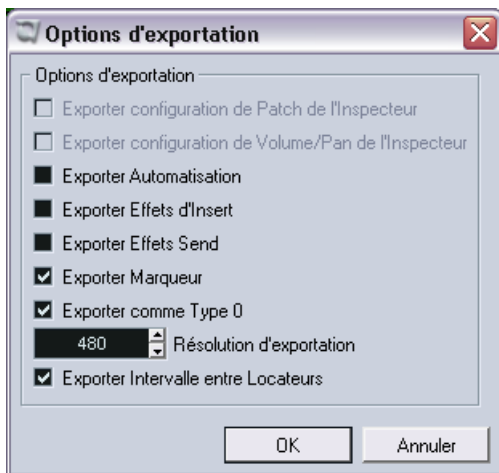 Options d'exportation
Options d'exportation
Exporter configuration de Patch de l'Inspecteur
Exporter configuration de Volume/Pan de l'Inspecteur
Exporter Automatisation
Exporter Effets d'Insert
Exporter Effets Send
Exporter Marqueur
Exporter comme Type 0
480 Résolution d'exportation
Exporter Intervalle entre Locateurs
OK Annuler